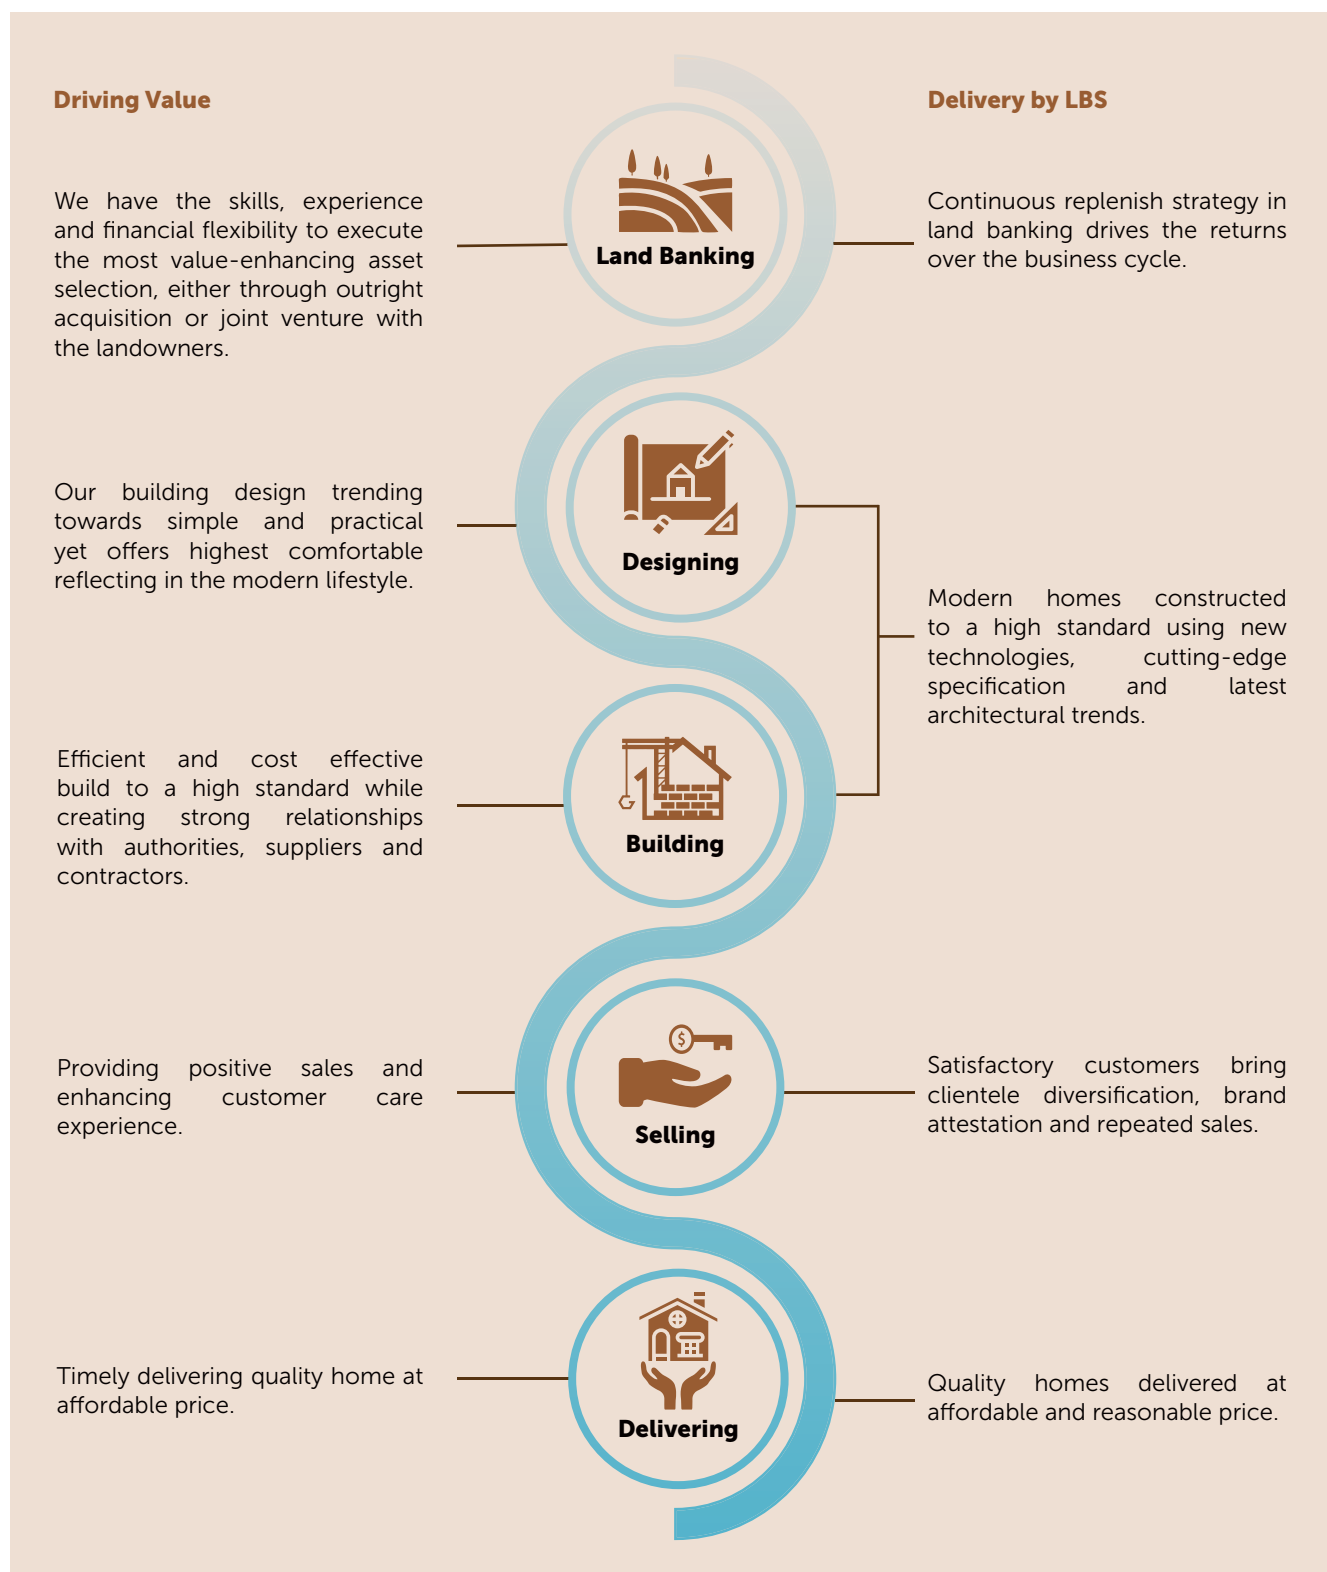 Driving Value
Delivery by LBS
We have the skills, experience
and financial flexibility to execute
the most value-enhancing asset
selection, either through outright
acquisition or joint venture with
the landowners.
Land Banking
Continuous replenish strategy in
land banking drives the returns
over the business cycle.
Our building design trending
towards simple and practical
yet offers highest comfortable
reflecting in the modern lifestyle.
Designing
Modern homes constructed
to a high standard using new
technologies, cutting-edge
specification and latest
architectural trends.
Efficient and cost effective
build to a high standard while
creating strong relationships
with authorities, suppliers and
contractors.
Building
Providing positive sales and
enhancing customer care
experience.
$
Selling
Satisfactory customers bring
clientele diversification, brand
attestation and repeated sales.
Timely delivering quality home at
affordable price.
Delivering
Quality homes delivered at
affordable and reasonable price.